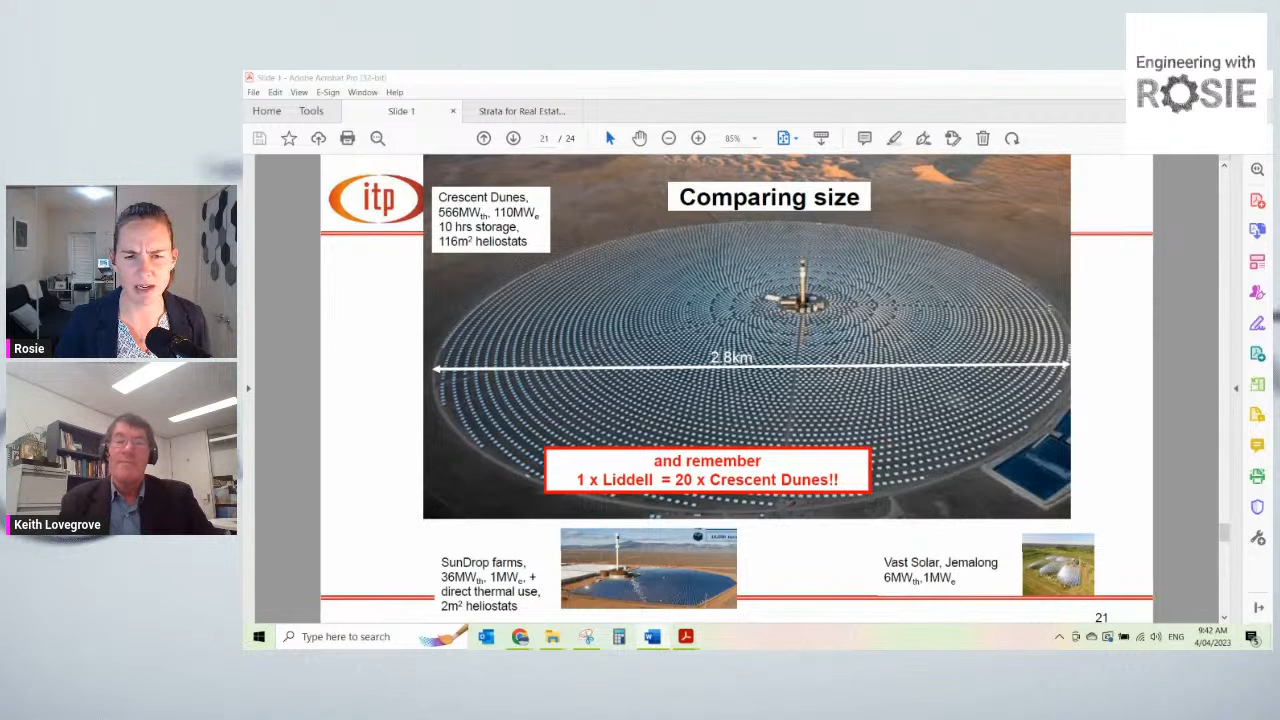 Engineering with
ROSIE
Slide 1 - Adobe Acrobat Pro (32-bit)
File Edit View E-Sign Window Help
Home Tools Slide 1 × Strata for Real Estat...
21 / 24 85%
itp
Crescent Dunes,
566MWth, 110MWe
10 hrs storage,
116m² heliostats
Comparing size
2.8km
and remember
1 x Liddell = 20 x Crescent Dunes!!
Rosie
Keith Lovegrove
SunDrop farms,
36MWth, 1MWe, +
direct thermal use,
2m² heliostats
Vast Solar, Jemalong
6MWth,1MWe
21
Type here to search
ENG
9:42 AM
4/04/2023